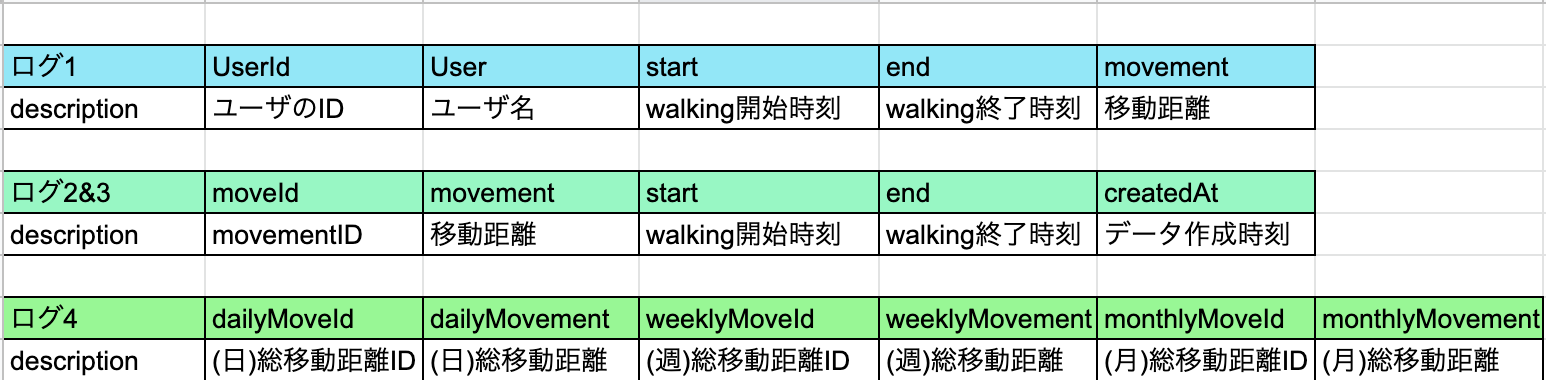 ログ1 UserId User start end movement
description ユーザのID ユーザ名 walking開始時刻 walking終了時刻 移動距離
ログ2&3 moveId movement start end createdAt
description movementID 移動距離 walking開始時刻 walking終了時刻 データ作成時刻
ログ4 dailyMoveId dailyMovement weeklyMoveId weeklyMovement monthlyMoveId monthlyMovement
description (日)総移動距離ID (日)総移動距離 (週)総移動距離ID (週)総移動距離 (月)総移動距離ID (月)総移動距離